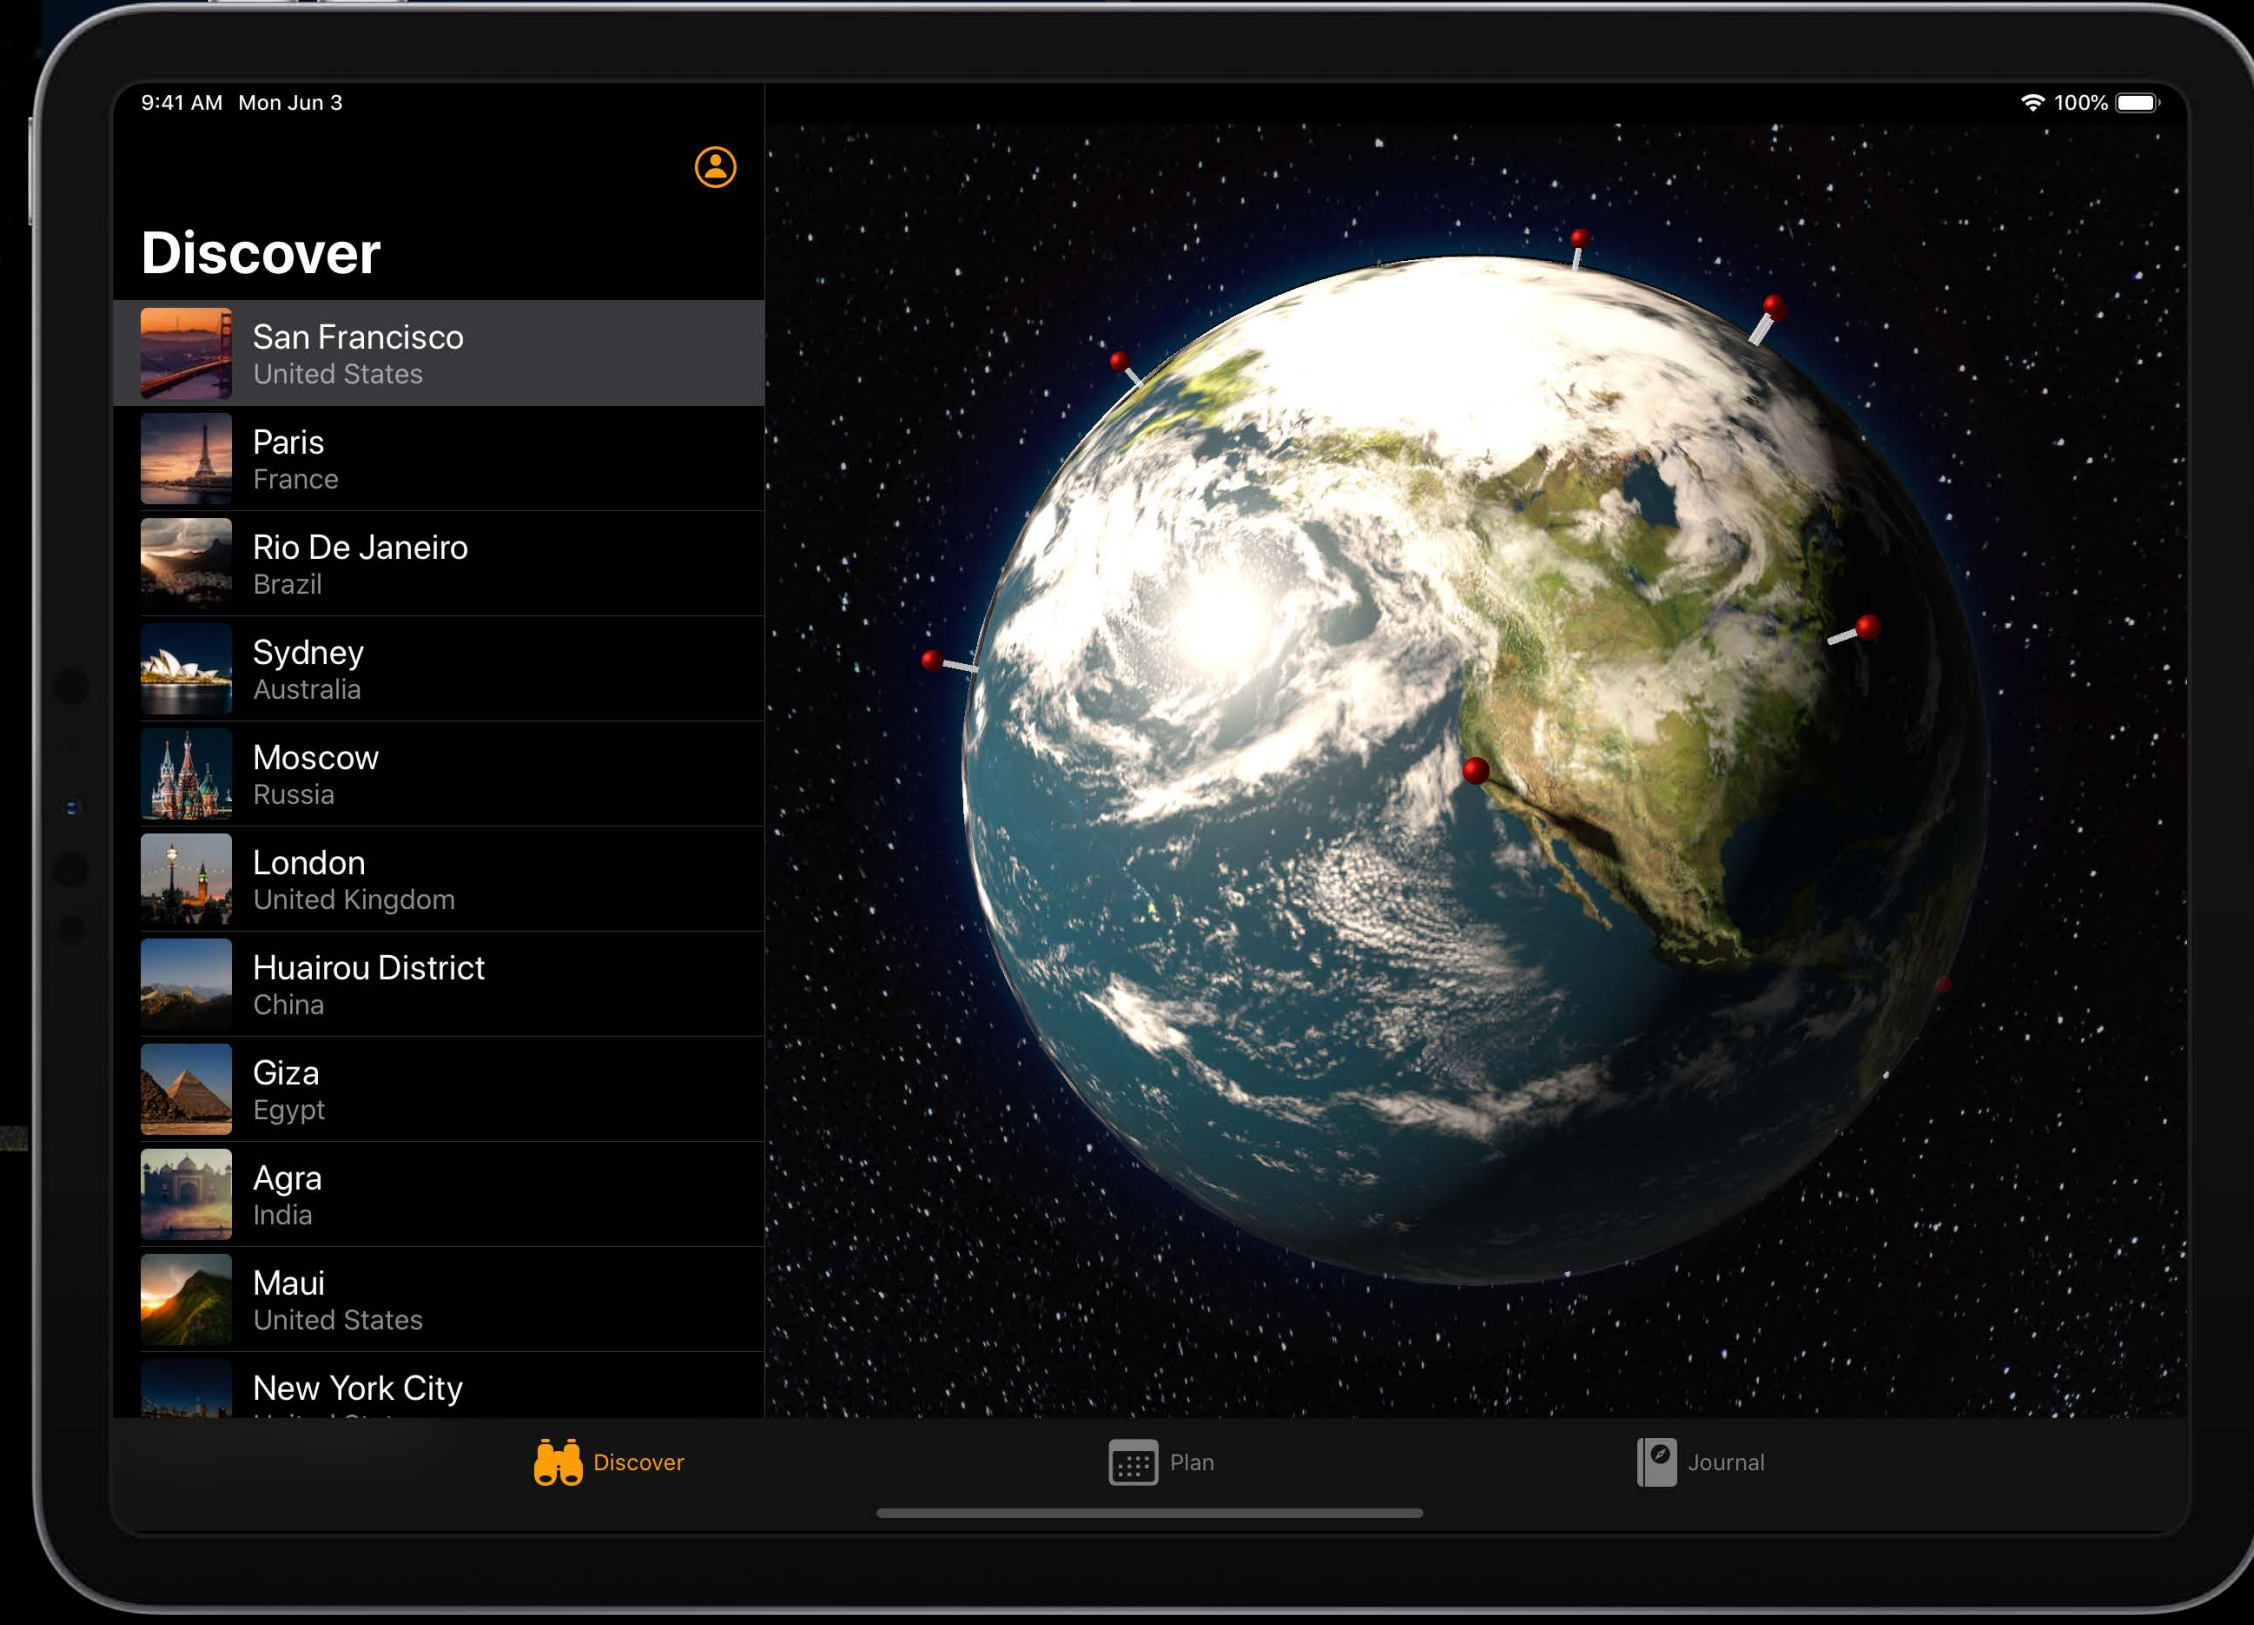 9:41 AM Mon Jun 3
100%
Discover
San Francisco
United States
Paris
France
Rio De Janeiro
Brazil
Sydney
Australia
Moscow
Russia
London
United Kingdom
Huairou District
China
Giza
Egypt
Agra
India
Maui
United States
New York City
Discover
Plan
Journal